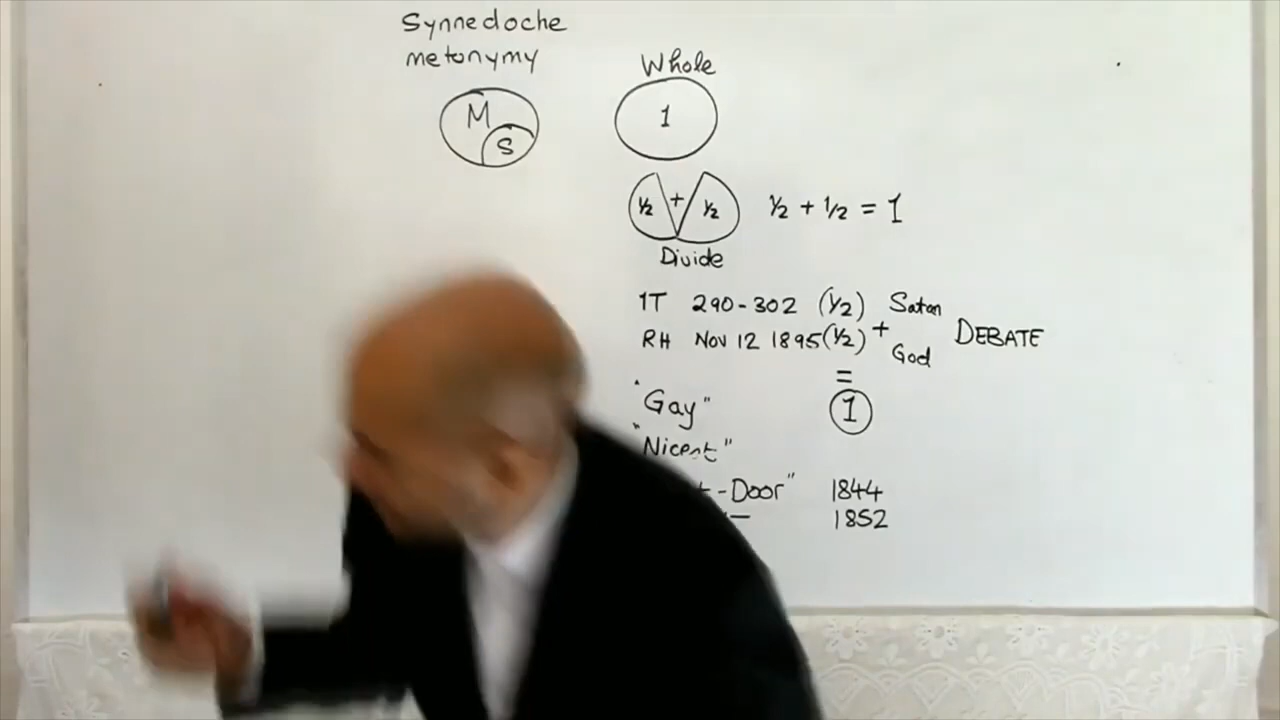 Synnedoche
metonymy
M
S
Whole
1
½ + ½
½ + ½ = 1
Divide
1T 290-302 (½) Satan
+
RH Nov 12 1895 (½) God
DEBATE
=
1
"Gay"
-Door" 1844
1852